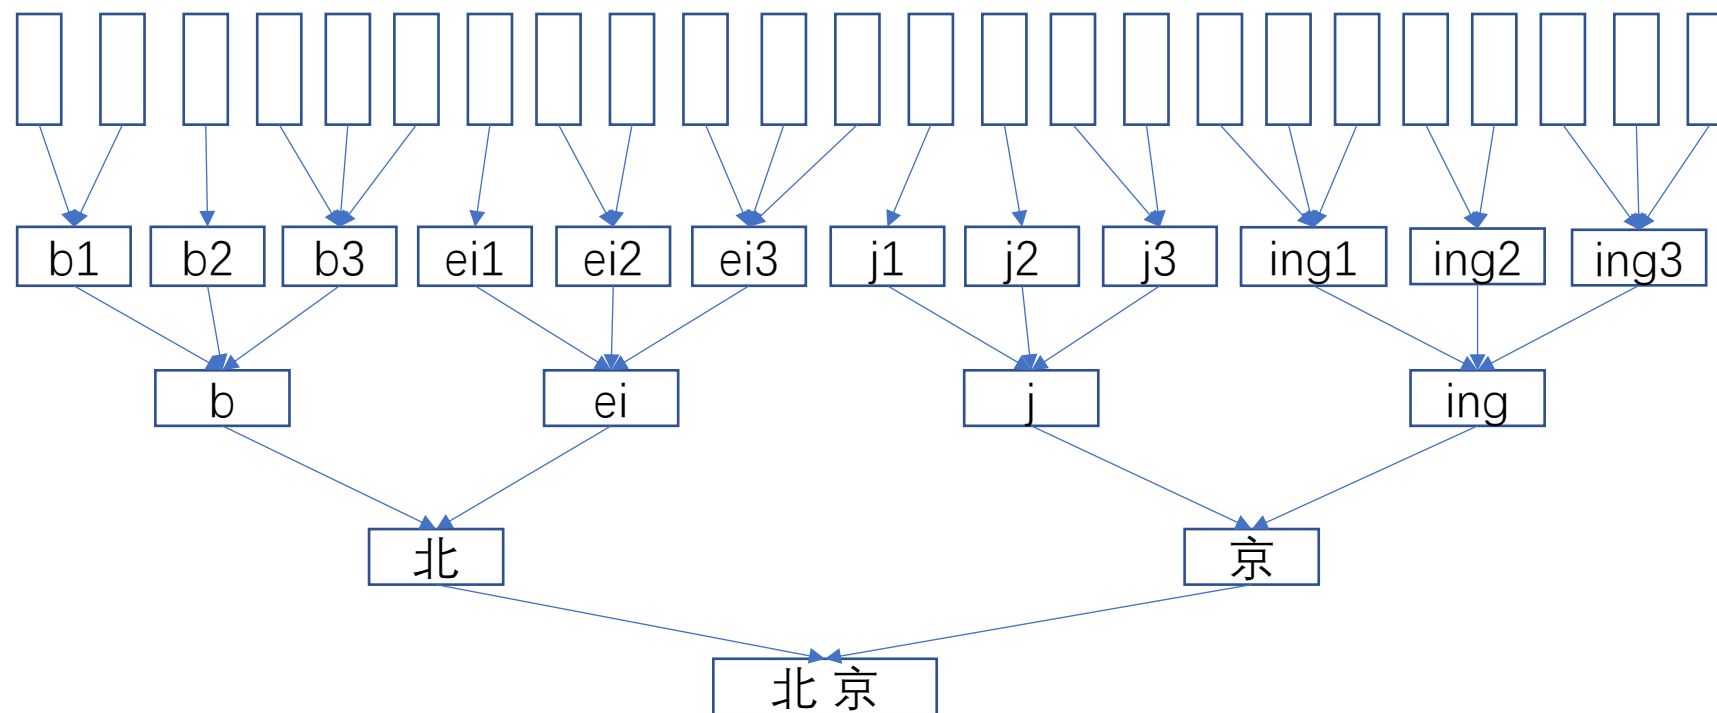 b1 b2 b3 ei1 ei2 ei3 j1 j2 j3 ing1 ing2 ing3
b ei j ing
北 京
北 京